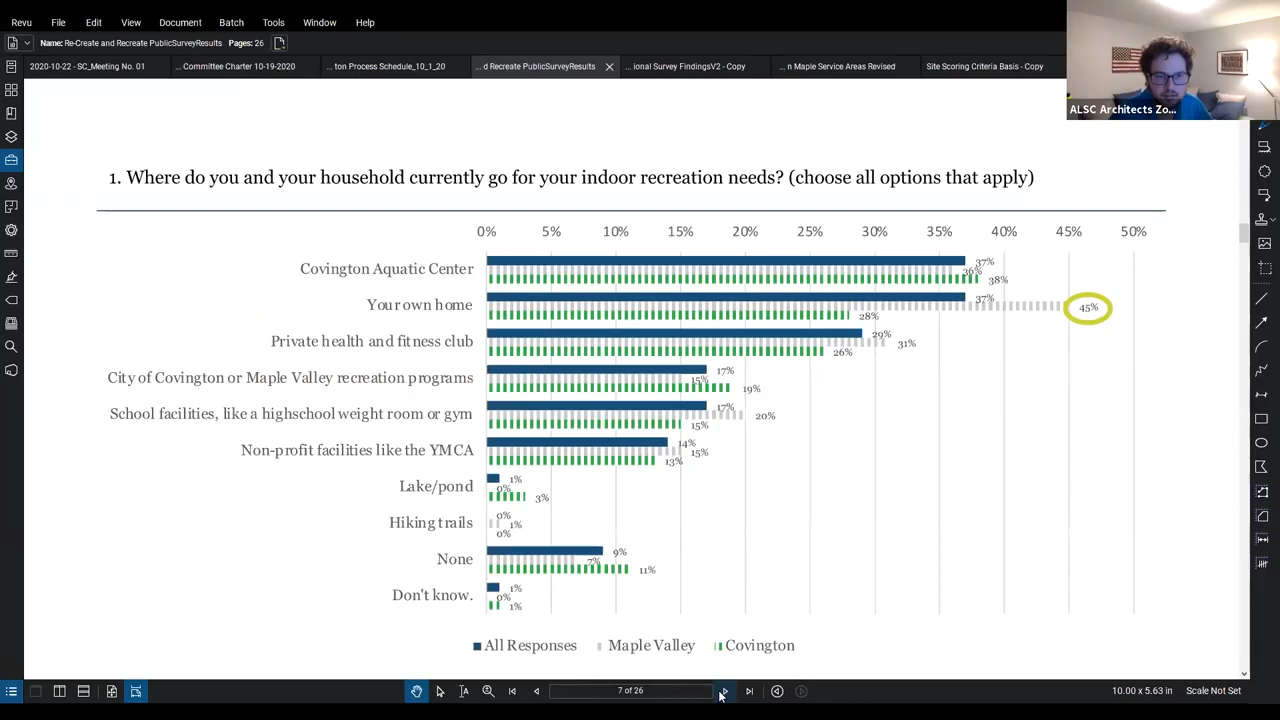 Revu File Edit View Document Batch Tools Window Help
Name: Re-Create and Recreate PublicSurveyResults Pages: 26
2020-10-22 - SC_Meeting No. 01 ... Committee Charter 10-19-2020 ... ton Process Schedule_10_1_20 ... d Recreate PublicSurveyResults ... ional Survey FindingsV2 - Copy ... n Maple Service Areas Revised Site Scoring Criteria Basis - Copy
ALSC Architects Zo...
1. Where do you and your household currently go for your indoor recreation needs? (choose all options that apply)
0% 5% 10% 15% 20% 25% 30% 35% 40% 45% 50%
Covington Aquatic Center
37%
36%
38%
Your own home
37%
45%
28%
Private health and fitness club
29%
31%
26%
City of Covington or Maple Valley recreation programs
17%
15%
19%
School facilities, like a highschool weight room or gym
17%
20%
15%
Non-profit facilities like the YMCA
14%
15%
13%
Lake/pond
1%
0%
3%
Hiking trails
0%
1%
0%
None
9%
7%
11%
Don't know.
1%
0%
1%
All Responses Maple Valley Covington
7 of 26
10.00 x 5.63 in Scale Not Set